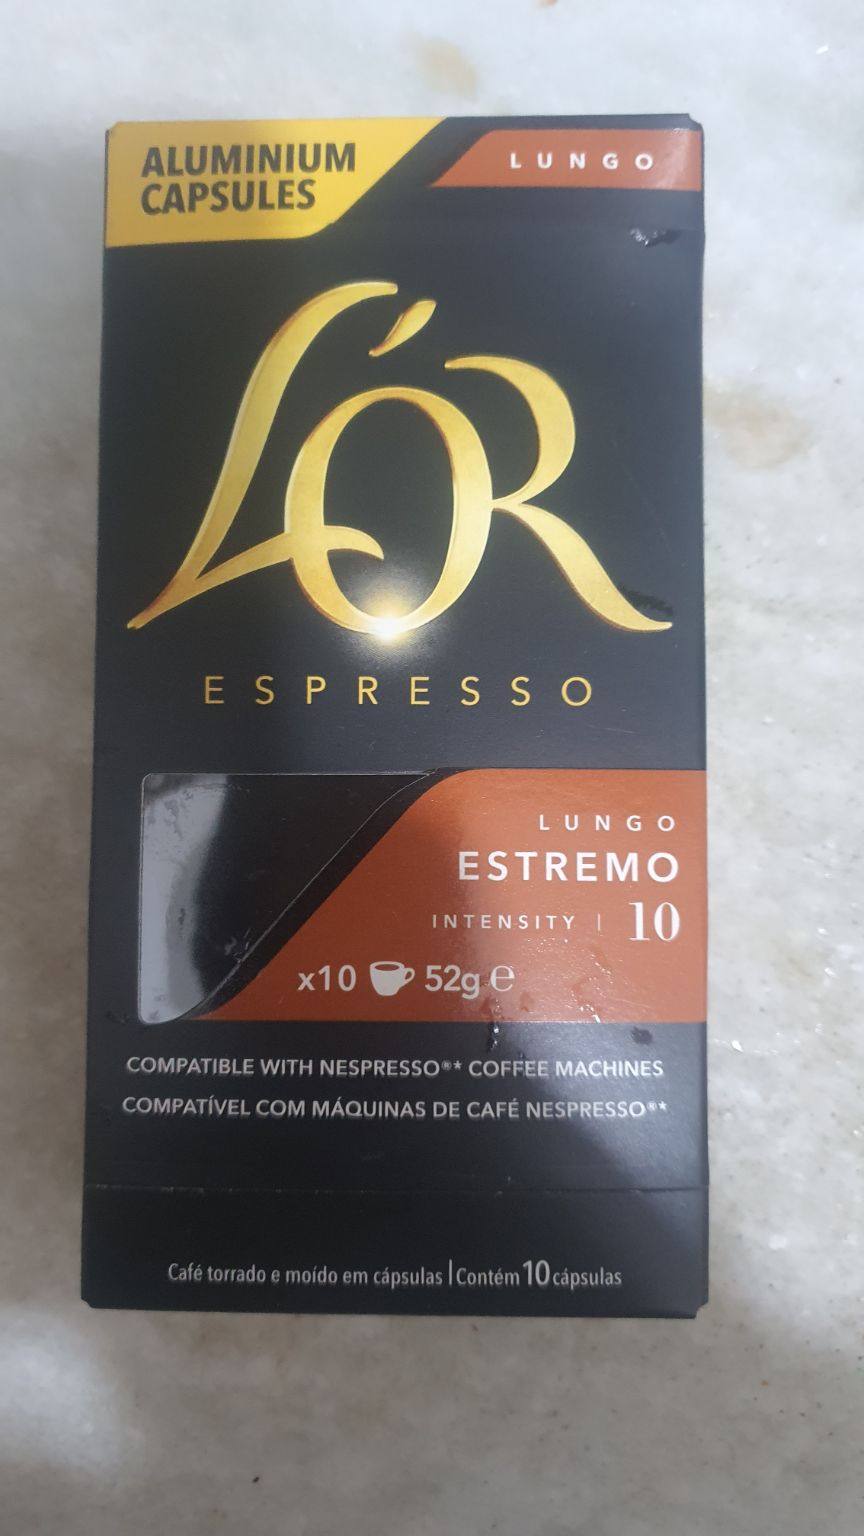 ALUMINIUM
CAPSULES
LUNGO
L'OR
ESPRESSO
LUNGO
ESTREMO
INTENSITY | 10
x10 52g ℮
COMPATIBLE WITH NESPRESSO®* COFFEE MACHINES
COMPATÍVEL COM MÁQUINAS DE CAFÉ NESPRESSO®*
Café torrado e moído em cápsulas | Contém 10 cápsulas